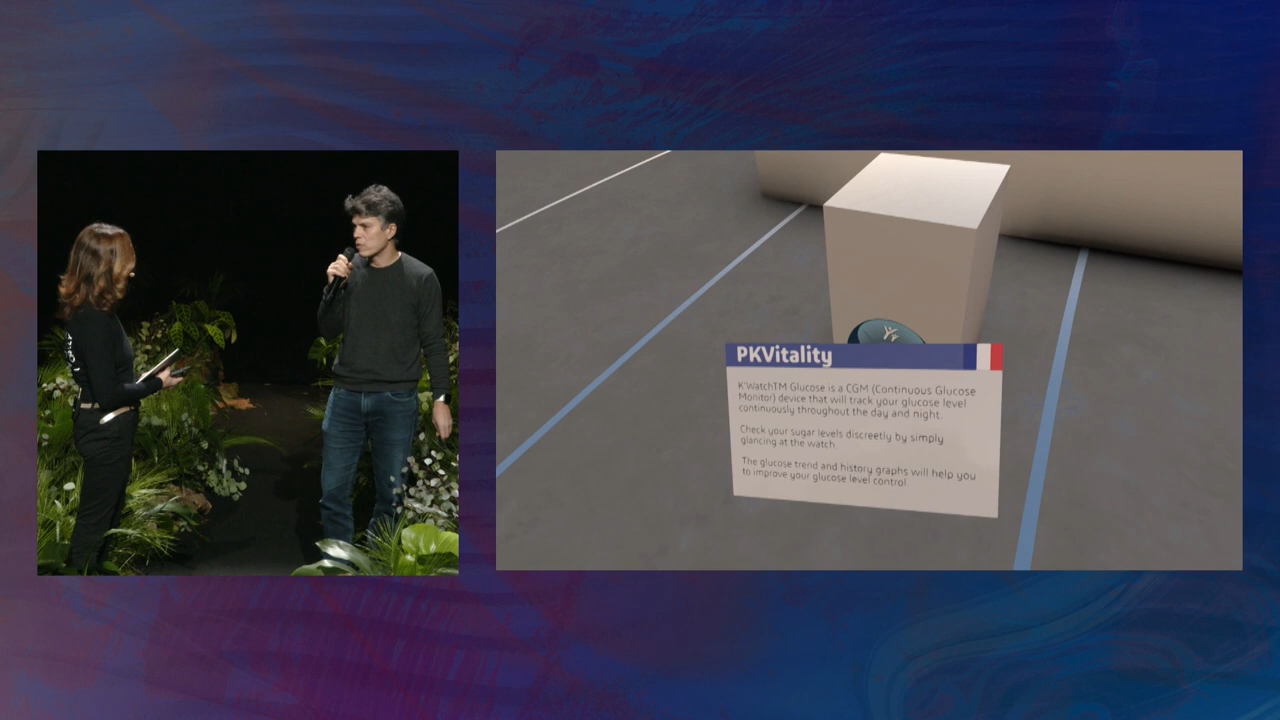 PKVitality
K'WatchTM Glucose is a CGM (Continuous Glucose
Monitor) device that will track your glucose level
continuously throughout the day and night.
Check your sugar levels discreetly by simply
glancing at the watch.
The glucose trend and history graphs will help you
to improve your glucose level control.